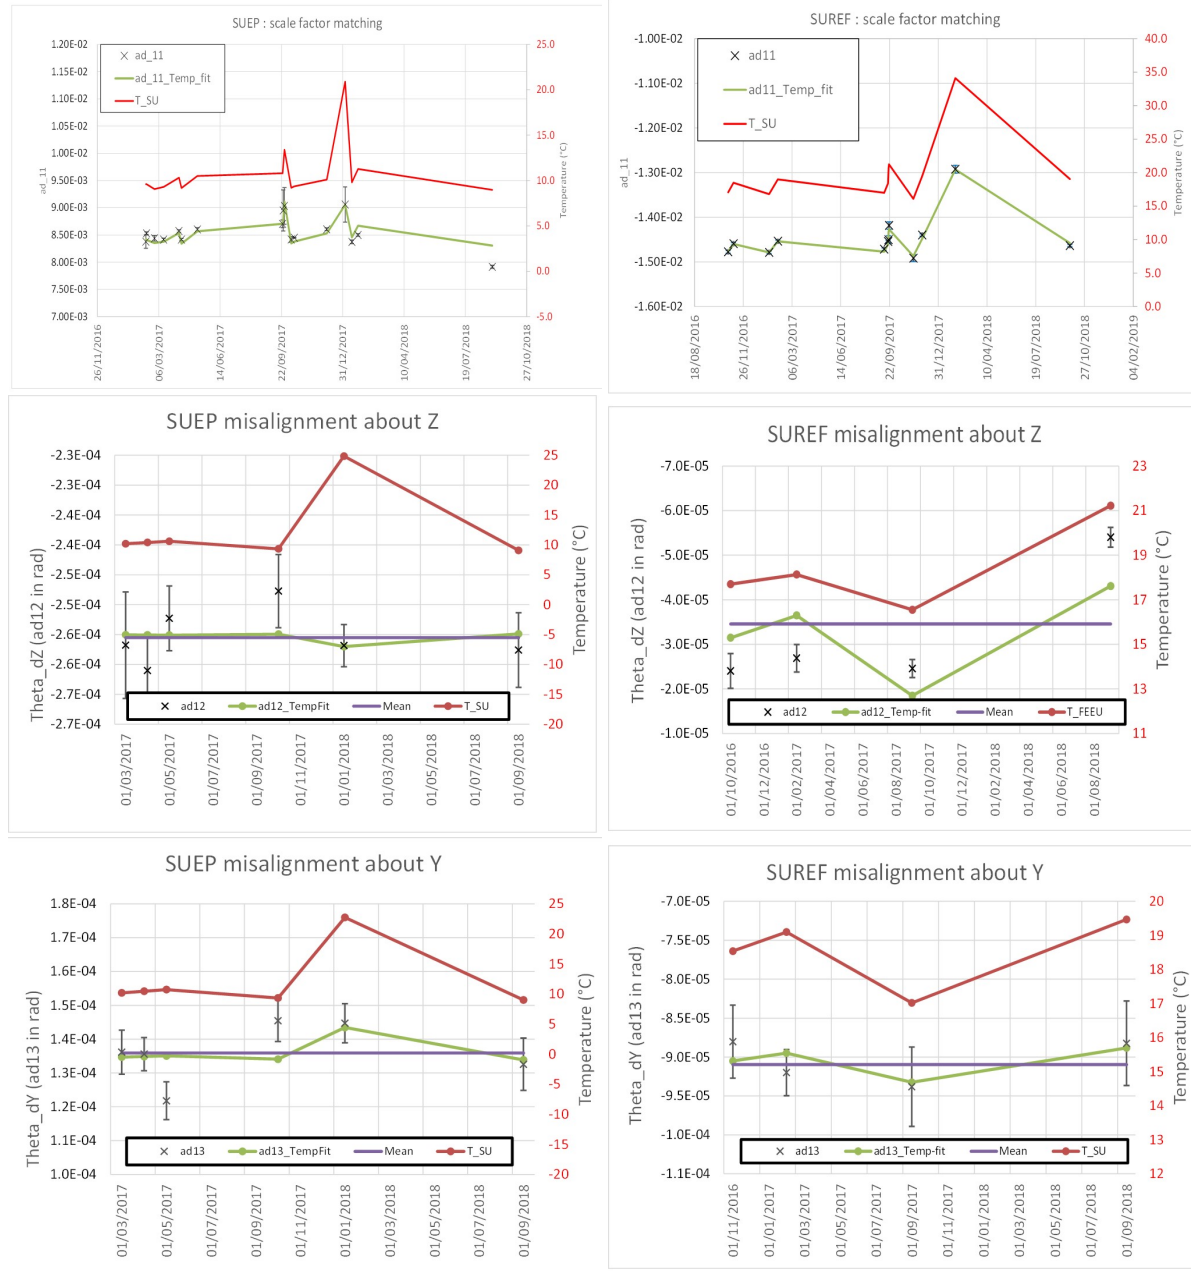 SUEP : scale factor matching
1.20E-02
1.15E-02
1.10E-02
1.05E-02
1.00E-02
9.50E-03
9.00E-03
8.50E-03
8.00E-03
7.50E-03
7.00E-03
ad_11
ad_11
ad_11_Temp_fit
T_SU
25.0
20.0
15.0
10.0
5.0
0.0
-5.0
Temperature (°C)
26/11/2016
06/03/2017
14/06/2017
22/09/2017
31/12/2017
10/04/2018
19/07/2018
27/10/2018
SUREF : scale factor matching
-1.00E-02
-1.10E-02
-1.20E-02
-1.30E-02
-1.40E-02
-1.50E-02
-1.60E-02
ad_11
ad11
ad11_Temp_fit
T_SU
40.0
35.0
30.0
25.0
20.0
15.0
10.0
5.0
0.0
Temperature (°C)
18/08/2016
26/11/2016
06/03/2017
14/06/2017
22/09/2017
31/12/2017
10/04/2018
19/07/2018
27/10/2018
04/02/2019
SUEP misalignment about Z
-2.3E-04
-2.3E-04
-2.4E-04
-2.4E-04
-2.5E-04
-2.5E-04
-2.6E-04
-2.6E-04
-2.7E-04
-2.7E-04
Theta_dZ (ad12 in rad)
25
20
15
10
5
0
-5
-10
-15
-20
Temperature (°C)
ad12
ad12_TempFit
Mean
T_SU
01/03/2017
01/05/2017
01/07/2017
01/09/2017
01/11/2017
01/01/2018
01/03/2018
01/05/2018
01/07/2018
01/09/2018
SUREF misalignment about Z
-7.0E-05
-6.0E-05
-5.0E-05
-4.0E-05
-3.0E-05
-2.0E-05
-1.0E-05
Theta_dZ (ad12 in rad)
23
21
19
17
15
13
11
Temperature (°C)
ad12
ad12_Temp-fit
Mean
T_FEEU
01/10/2016
01/12/2016
01/02/2017
01/04/2017
01/06/2017
01/08/2017
01/10/2017
01/12/2017
01/02/2018
01/04/2018
01/06/2018
01/08/2018
SUEP misalignment about Y
1.8E-04
1.7E-04
1.6E-04
1.5E-04
1.4E-04
1.3E-04
1.2E-04
1.1E-04
1.0E-04
Theta_dY (ad13 in rad)
25
20
15
10
5
0
-5
-10
-15
-20
Temperature (°C)
ad13
ad13_TempFit
Mean
T_SU
01/03/2017
01/05/2017
01/07/2017
01/09/2017
01/11/2017
01/01/2018
01/03/2018
01/05/2018
01/07/2018
01/09/2018
SUREF misalignment about Y
-7.0E-05
-7.5E-05
-8.0E-05
-8.5E-05
-9.0E-05
-9.5E-05
-1.0E-04
-1.1E-04
Theta_dY (ad13 in rad)
20
19
18
17
16
15
14
13
12
Temperature (°C)
ad13
ad13_Temp-fit
Mean
T_SU
01/11/2016
01/01/2017
01/03/2017
01/05/2017
01/07/2017
01/09/2017
01/11/2017
01/01/2018
01/03/2018
01/05/2018
01/07/2018
01/09/2018